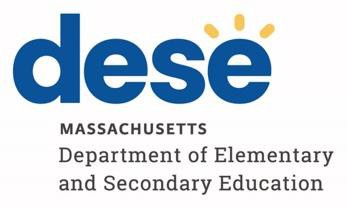 dese
MASSACHUSETTS
Department of Elementary
and Secondary Education